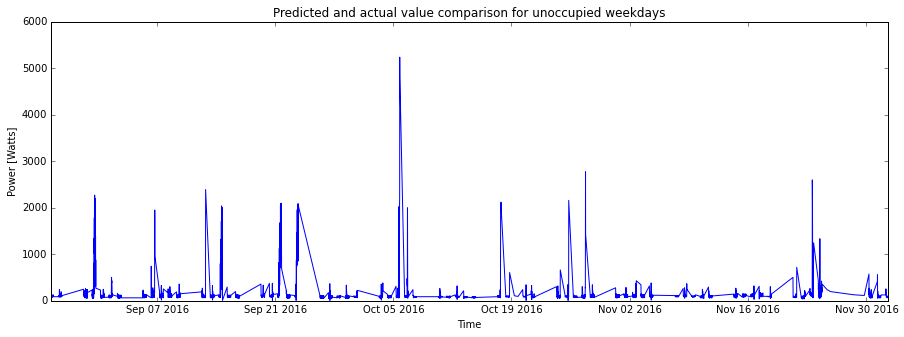 Predicted and actual value comparison for unoccupied weekdays
6000
5000
4000
3000
2000
1000
0
Power [Watts]
Sep 07 2016 Sep 21 2016 Oct 05 2016 Oct 19 2016 Nov 02 2016 Nov 16 2016 Nov 30 2016
Time